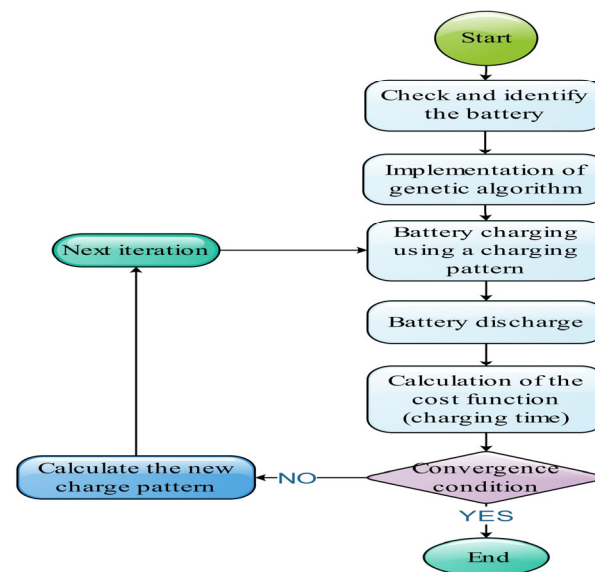 Start
Check and identify
the battery
Implementation of
genetic algorithm
Next iteration
Battery charging
using a charging
pattern
Battery discharge
Calculation of the
cost function
(charging time)
Calculate the new
charge pattern
NO
Convergence
condition
YES
End